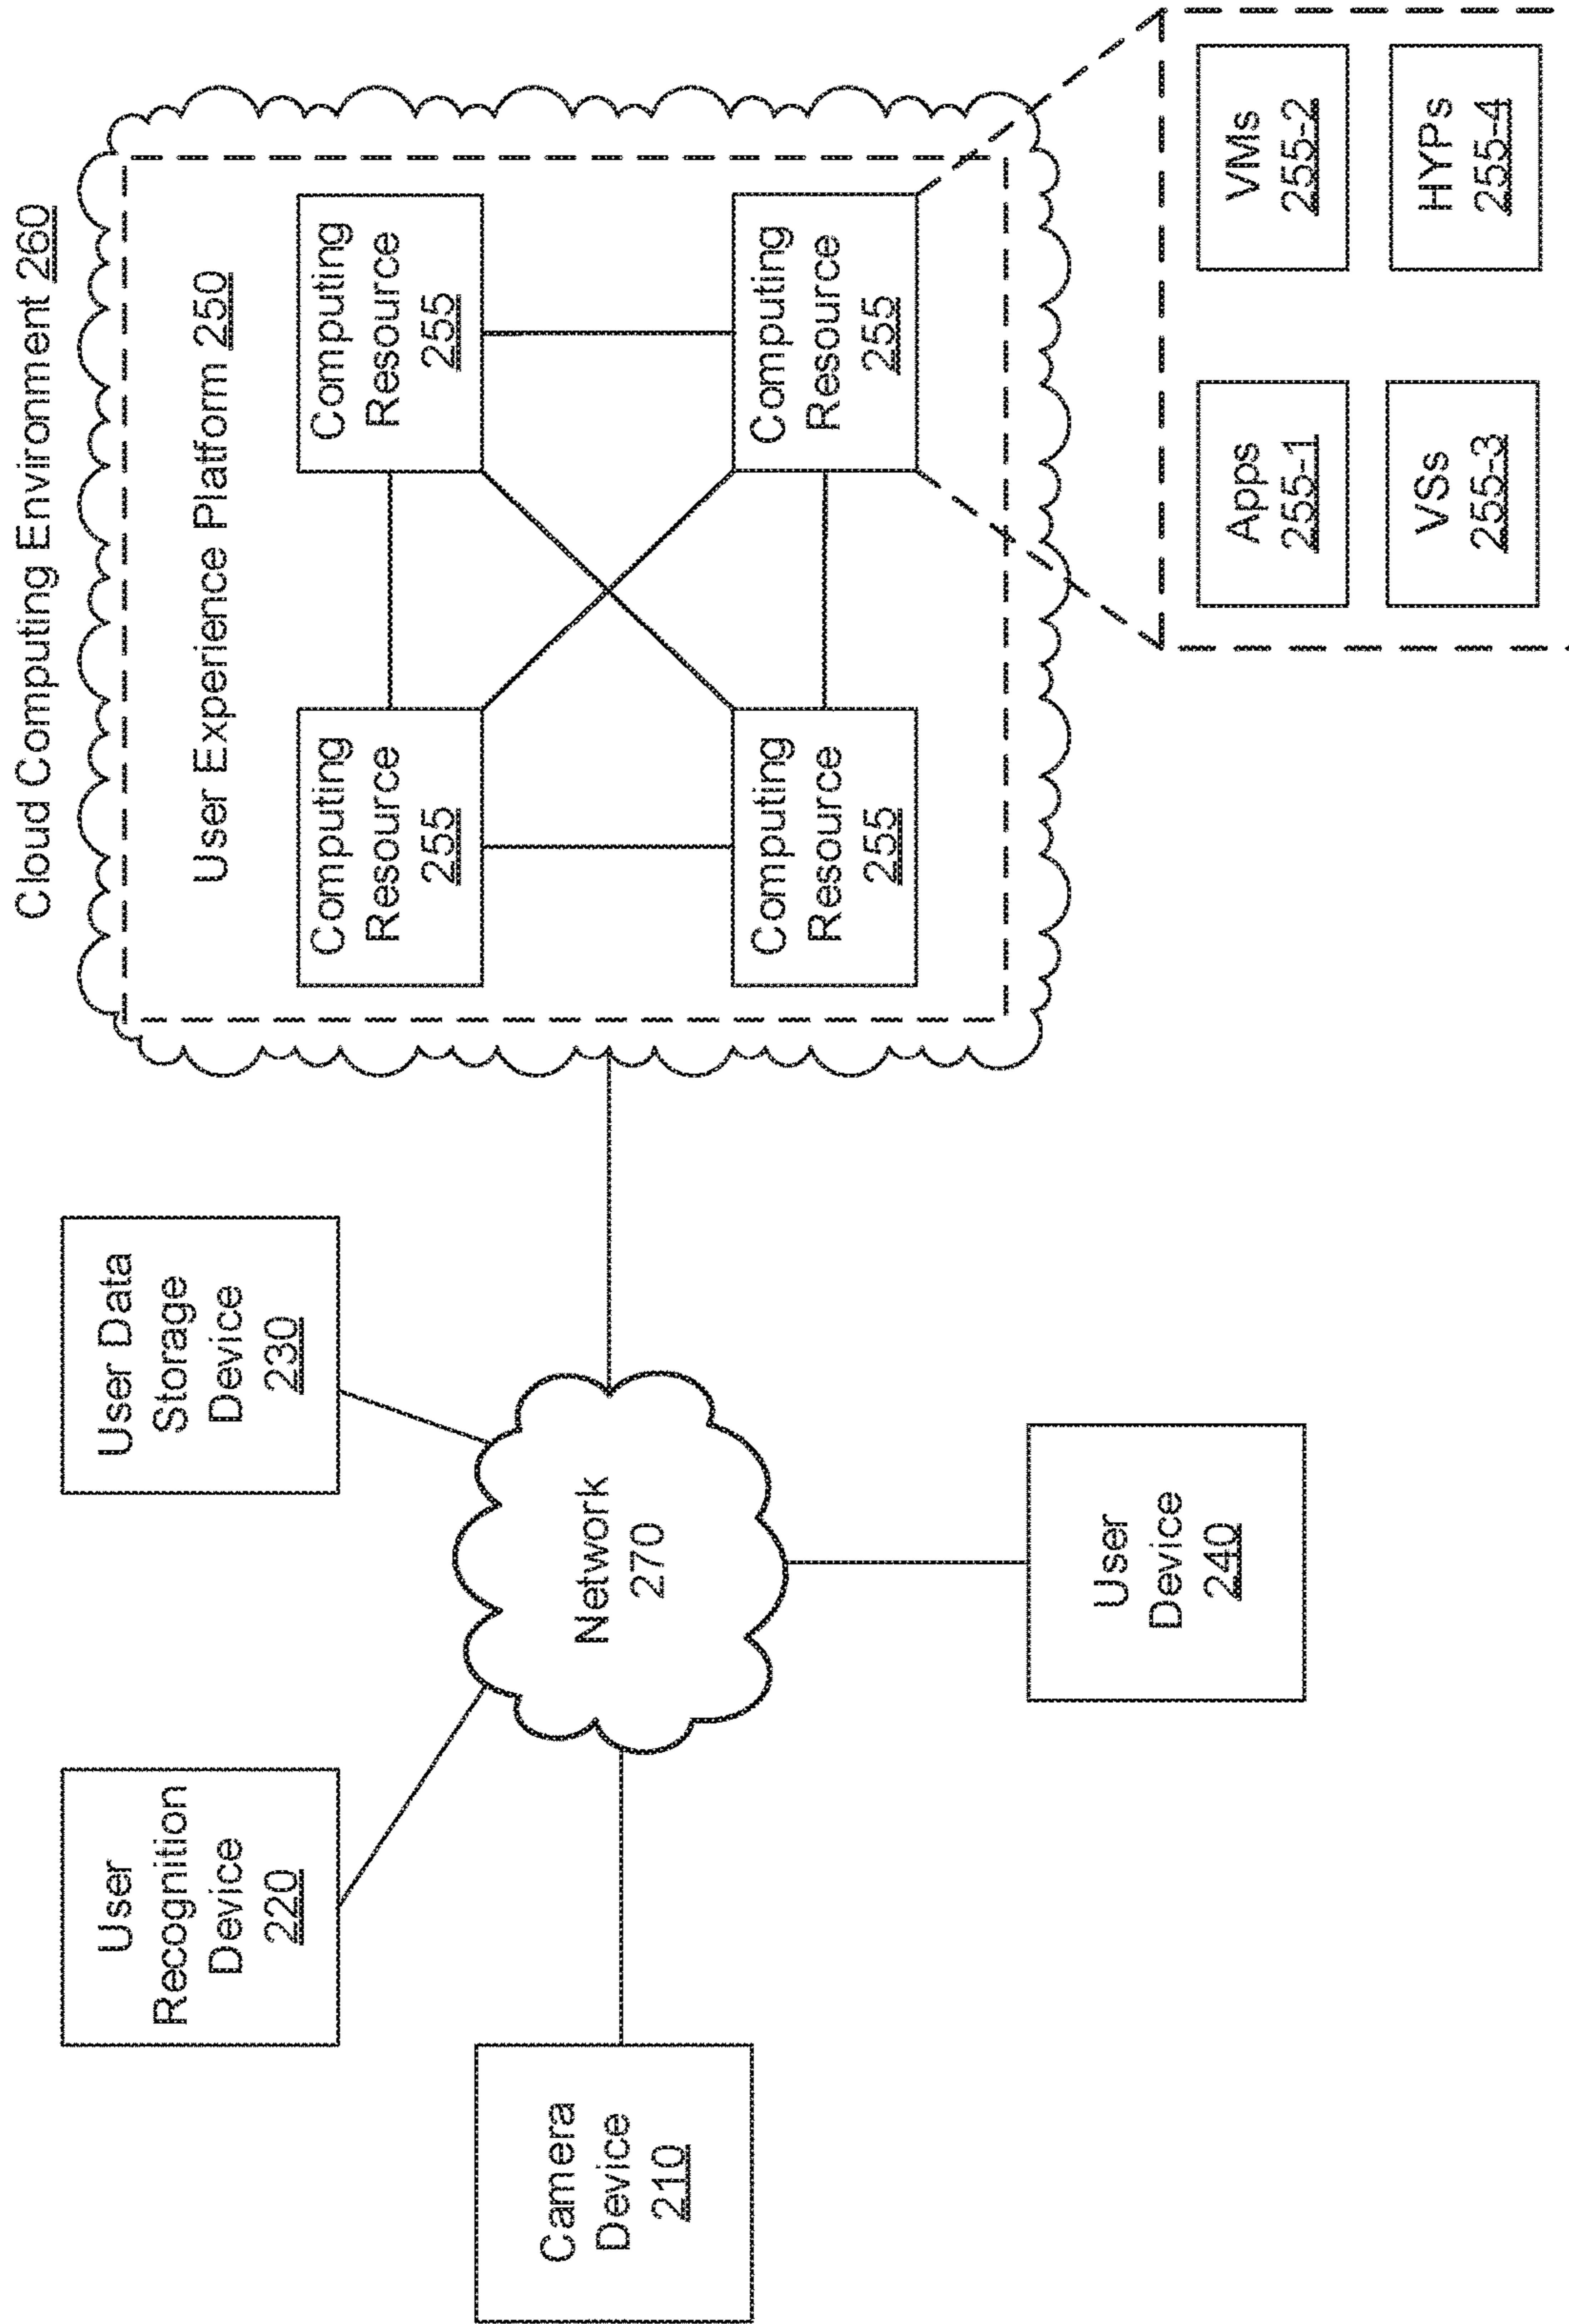 Cloud Computing Environment 260
User Experience Platform 250
User
Recognition
Device
220
User Data
Storage
Device
230
Computing
Resource
255
Computing
Resource
255
Camera
Device
210
Network
270
Computing
Resource
255
Computing
Resource
255
User
Device
240
Apps
255-1
VMs
255-2
VSs
255-3
HYPs
255-4